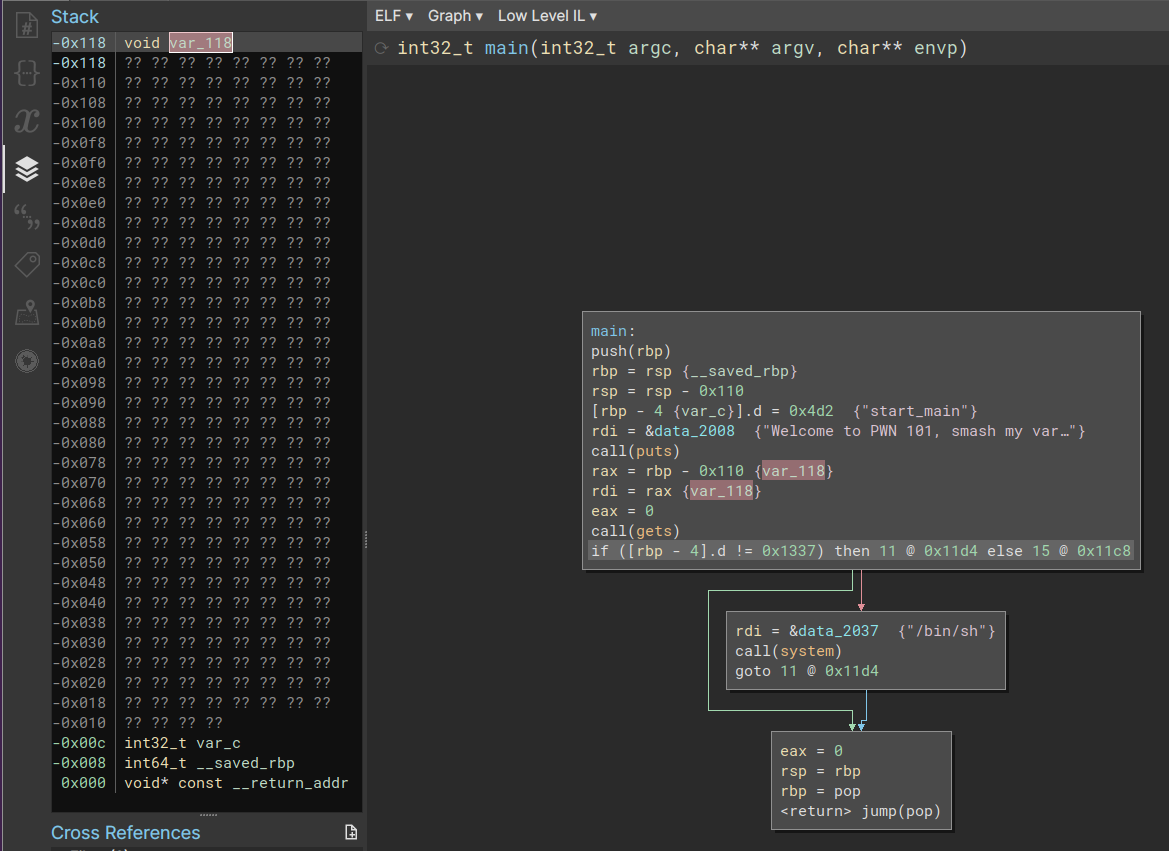 Stack
-0x118 void var_118
-0x118 ?? ?? ?? ?? ?? ?? ?? ??
-0x110 ?? ?? ?? ?? ?? ?? ?? ??
-0x108 ?? ?? ?? ?? ?? ?? ?? ??
-0x100 ?? ?? ?? ?? ?? ?? ?? ??
-0x0f8 ?? ?? ?? ?? ?? ?? ?? ??
-0x0f0 ?? ?? ?? ?? ?? ?? ?? ??
-0x0e8 ?? ?? ?? ?? ?? ?? ?? ??
-0x0e0 ?? ?? ?? ?? ?? ?? ?? ??
-0x0d8 ?? ?? ?? ?? ?? ?? ?? ??
-0x0d0 ?? ?? ?? ?? ?? ?? ?? ??
-0x0c8 ?? ?? ?? ?? ?? ?? ?? ??
-0x0c0 ?? ?? ?? ?? ?? ?? ?? ??
-0x0b8 ?? ?? ?? ?? ?? ?? ?? ??
-0x0b0 ?? ?? ?? ?? ?? ?? ?? ??
-0x0a8 ?? ?? ?? ?? ?? ?? ?? ??
-0x0a0 ?? ?? ?? ?? ?? ?? ?? ??
-0x098 ?? ?? ?? ?? ?? ?? ?? ??
-0x090 ?? ?? ?? ?? ?? ?? ?? ??
-0x088 ?? ?? ?? ?? ?? ?? ?? ??
-0x080 ?? ?? ?? ?? ?? ?? ?? ??
-0x078 ?? ?? ?? ?? ?? ?? ?? ??
-0x070 ?? ?? ?? ?? ?? ?? ?? ??
-0x068 ?? ?? ?? ?? ?? ?? ?? ??
-0x060 ?? ?? ?? ?? ?? ?? ?? ??
-0x058 ?? ?? ?? ?? ?? ?? ?? ??
-0x050 ?? ?? ?? ?? ?? ?? ?? ??
-0x048 ?? ?? ?? ?? ?? ?? ?? ??
-0x040 ?? ?? ?? ?? ?? ?? ?? ??
-0x038 ?? ?? ?? ?? ?? ?? ?? ??
-0x030 ?? ?? ?? ?? ?? ?? ?? ??
-0x028 ?? ?? ?? ?? ?? ?? ?? ??
-0x020 ?? ?? ?? ?? ?? ?? ?? ??
-0x018 ?? ?? ?? ?? ?? ?? ?? ??
-0x010 ?? ?? ?? ??
-0x00c int32_t var_c
-0x008 int64_t __saved_rbp
0x000 void* const __return_addr
Cross References
ELF ▾ Graph ▾ Low Level IL ▾
int32_t main(int32_t argc, char** argv, char** envp)
main:
push(rbp)
rbp = rsp {__saved_rbp}
rsp = rsp - 0x110
[rbp - 4 {var_c}].d = 0x4d2 {"start_main"}
rdi = &data_2008 {"Welcome to PWN 101, smash my var…"}
call(puts)
rax = rbp - 0x110 {var_118}
rdi = rax {var_118}
eax = 0
call(gets)
if ([rbp - 4].d != 0x1337) then 11 @ 0x11d4 else 15 @ 0x11c8
rdi = &data_2037 {"/bin/sh"}
call(system)
goto 11 @ 0x11d4
eax = 0
rsp = rbp
rbp = pop
<return> jump(pop)